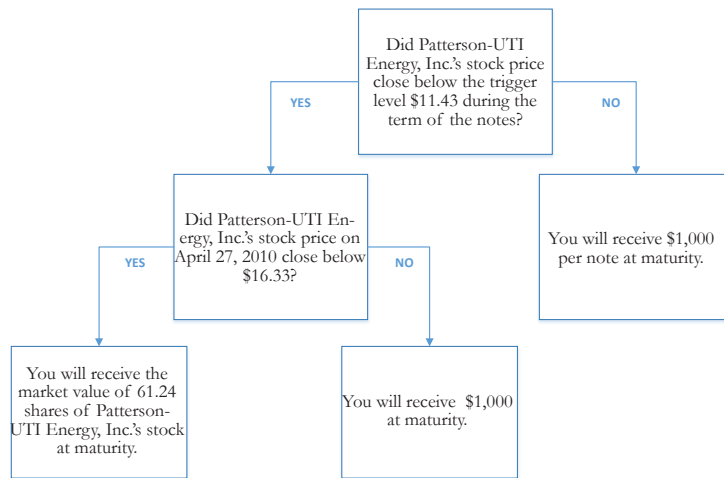 Did Patterson-UTI
Energy, Inc.'s stock price
close below the trigger
level $11.43 during the
term of the notes?
YES
NO
Did Patterson-UTI En-
ergy, Inc.'s stock price on
April 27, 2010 close below
$16.33?
You will receive $1,000
per note at maturity.
YES
NO
You will receive the
market value of 61.24
shares of Patterson-
UTI Energy, Inc.'s stock
at maturity.
You will receive $1,000
at maturity.